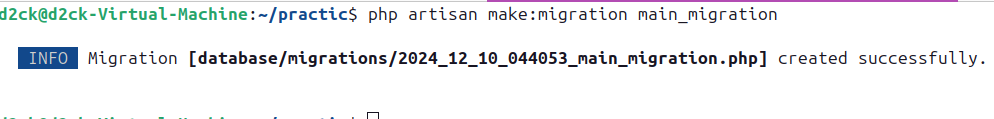 d2ck@d2ck-Virtual-Machine:~/practic$ php artisan make:migration main_migration
INFO Migration [database/migrations/2024_12_10_044053_main_migration.php] created successfully.